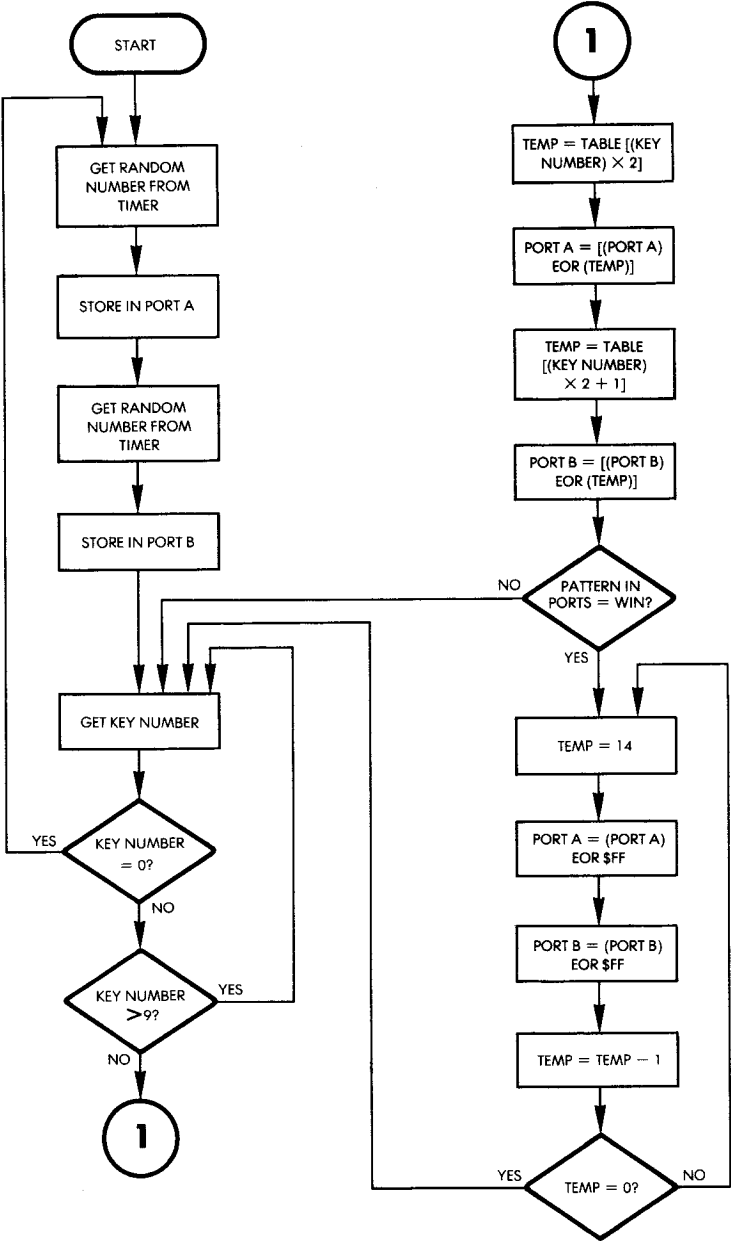 START
GET RANDOM
NUMBER FROM
TIMER
STORE IN PORT A
GET RANDOM
NUMBER FROM
TIMER
STORE IN PORT B
GET KEY NUMBER
KEY NUMBER
= 0?
YES
NO
KEY NUMBER
>9?
YES
NO
1
1
TEMP = TABLE [(KEY
NUMBER) × 2]
PORT A = [(PORT A)
EOR (TEMP)]
TEMP = TABLE
[(KEY NUMBER)
× 2 + 1]
PORT B = [(PORT B)
EOR (TEMP)]
PATTERN IN
PORTS = WIN?
NO
YES
TEMP = 14
PORT A = (PORT A)
EOR $FF
PORT B = (PORT B)
EOR $FF
TEMP = TEMP − 1
TEMP = 0?
YES
NO